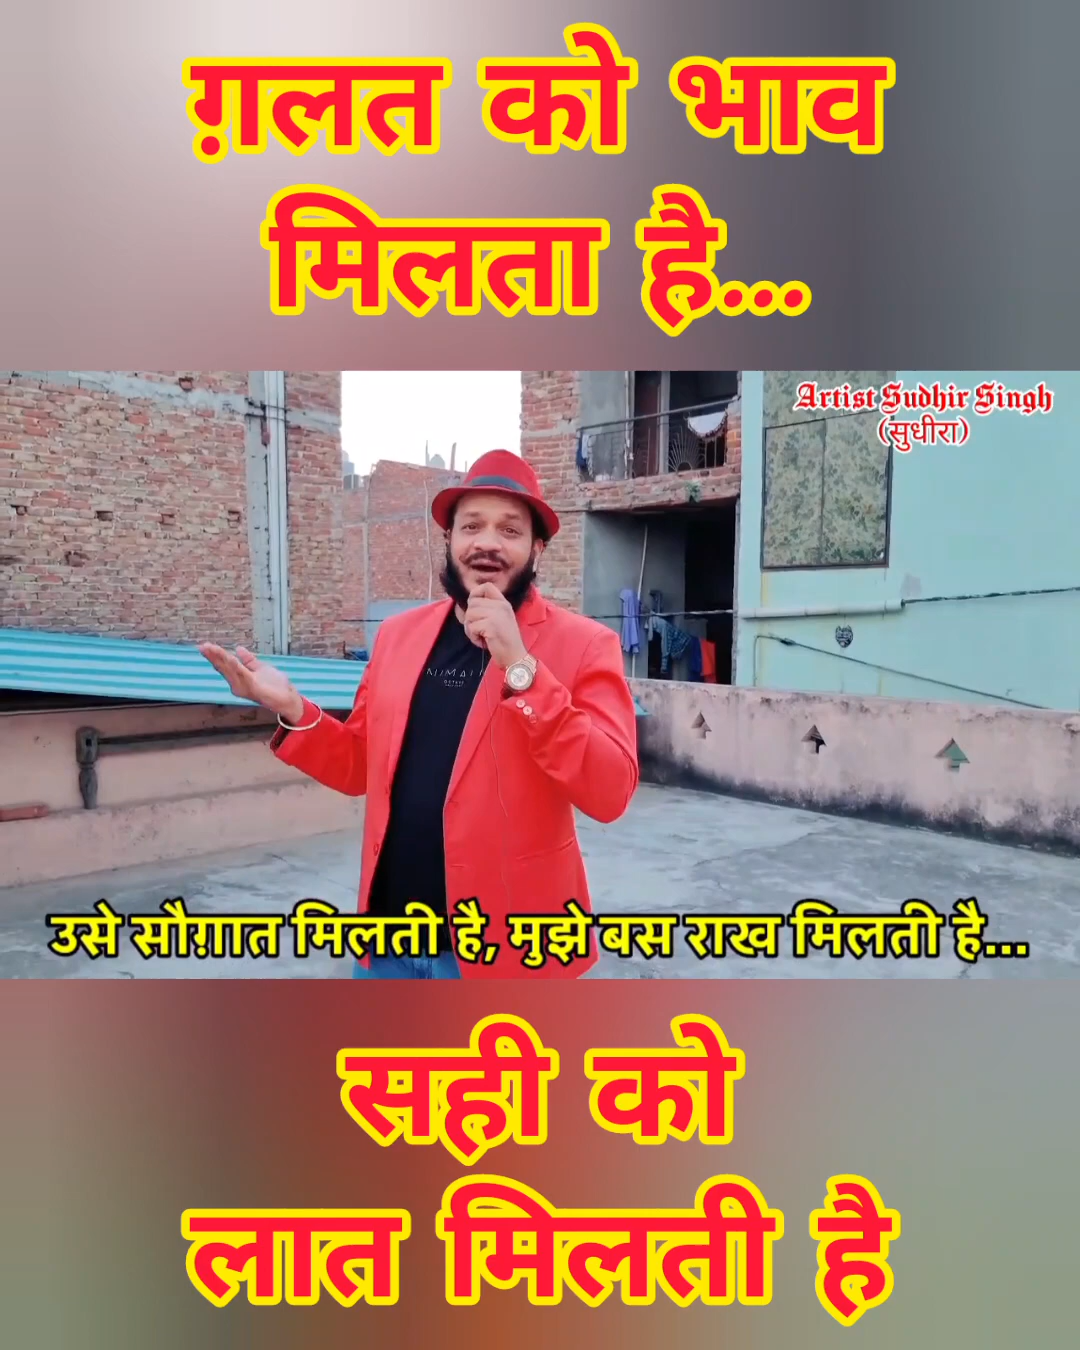 ग़लत को भाव
मिलता है...
Artist Sudhir Singh
(सुधीरा)
उसे सौग़ात मिलती है, मुझे बस राख मिलती है...
सही को
लात मिलती है